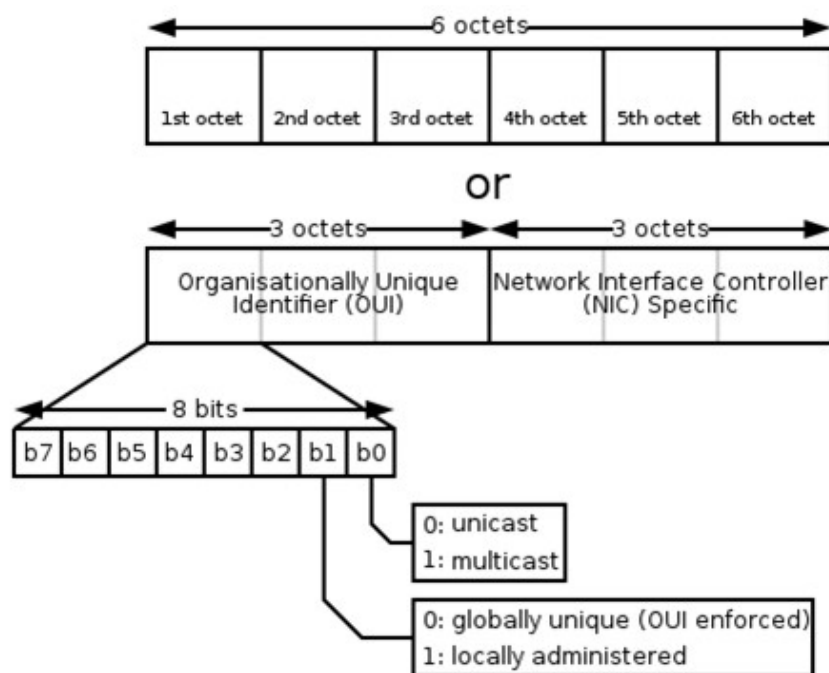 6 octets
1st octet 2nd octet 3rd octet 4th octet 5th octet 6th octet
or
3 octets 3 octets
Organisationally Unique Identifier (OUI)
Network Interface Controller (NIC) Specific
8 bits
b7 b6 b5 b4 b3 b2 b1 b0
0: unicast
1: multicast
0: globally unique (OUI enforced)
1: locally administered